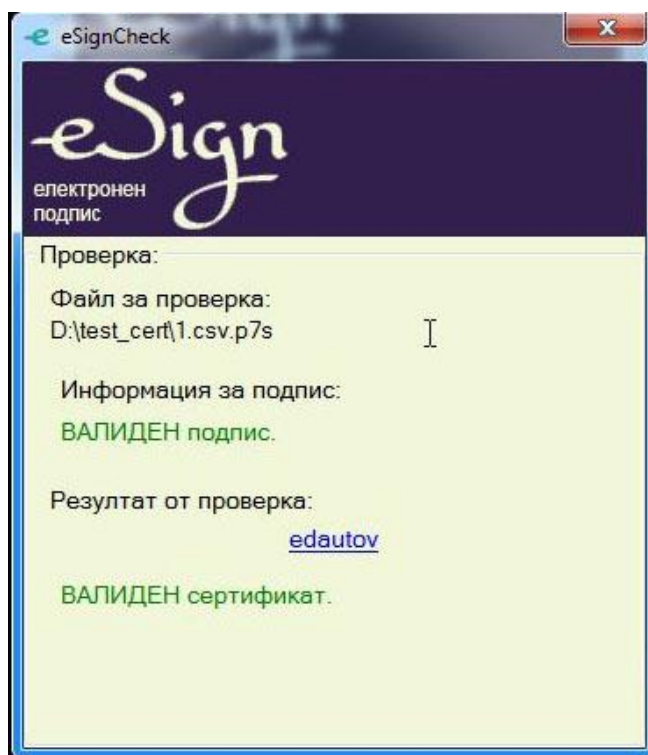 eSignCheck
eSign
електронен
подпис
Проверка:
Файл за проверка:
D:\test_cert\1.csv.p7s
Информация за подпис:
ВАЛИДЕН подпис.
Резултат от проверка:
edautov
ВАЛИДЕН сертификат.